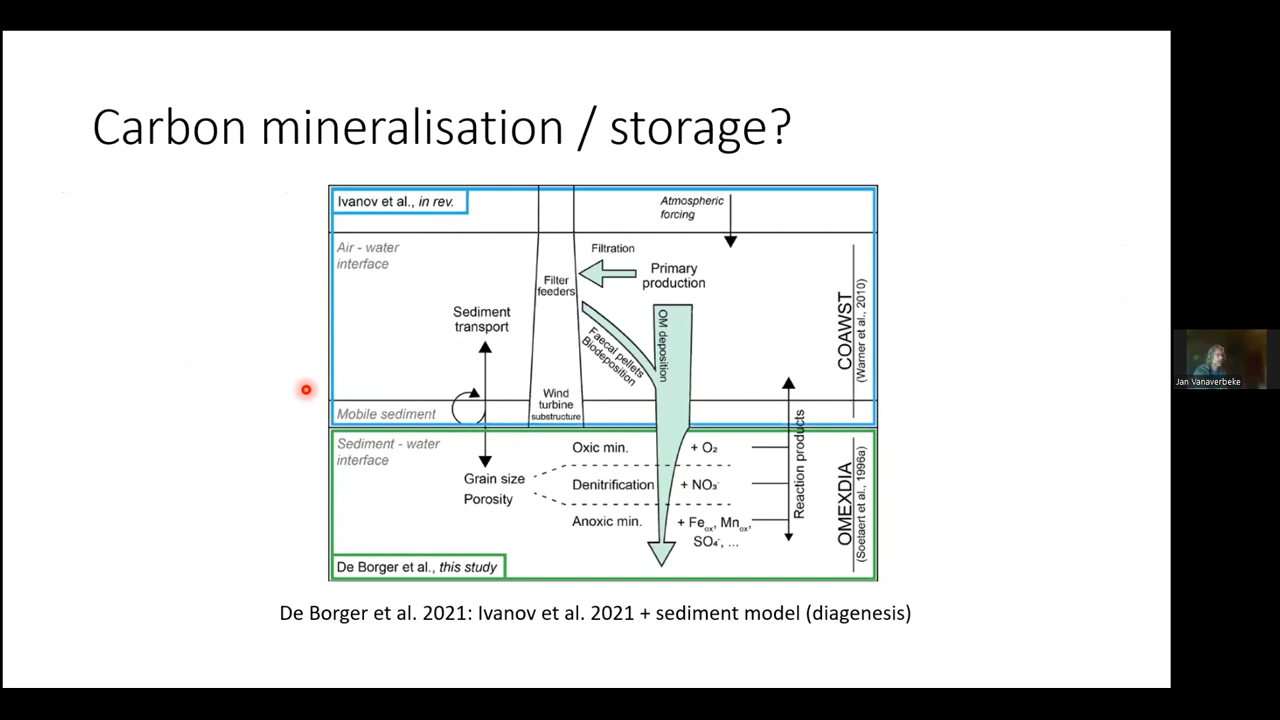 Carbon mineralisation / storage?
Ivanov et al., in rev.
Atmospheric
forcing
Air - water
interface
Filtration
Primary
production
Filter
feeders
Sediment
transport
OM deposition
Faecal pellets
Biodeposition
COAWST
(Warner et al., 2010)
Wind
turbine
substructure
Mobile sediment
Sediment - water
interface
Oxic min.
+ O₂
Grain size
Porosity
Denitrification
+ NO₃⁻
Anoxic min.
+ Feox, Mnox,
SO₄⁻, ...
Reaction products
OMEXDIA
(Soetaert et al., 1996a)
De Borger et al., this study
De Borger et al. 2021: Ivanov et al. 2021 + sediment model (diagenesis)
Jan Vanaverbeke